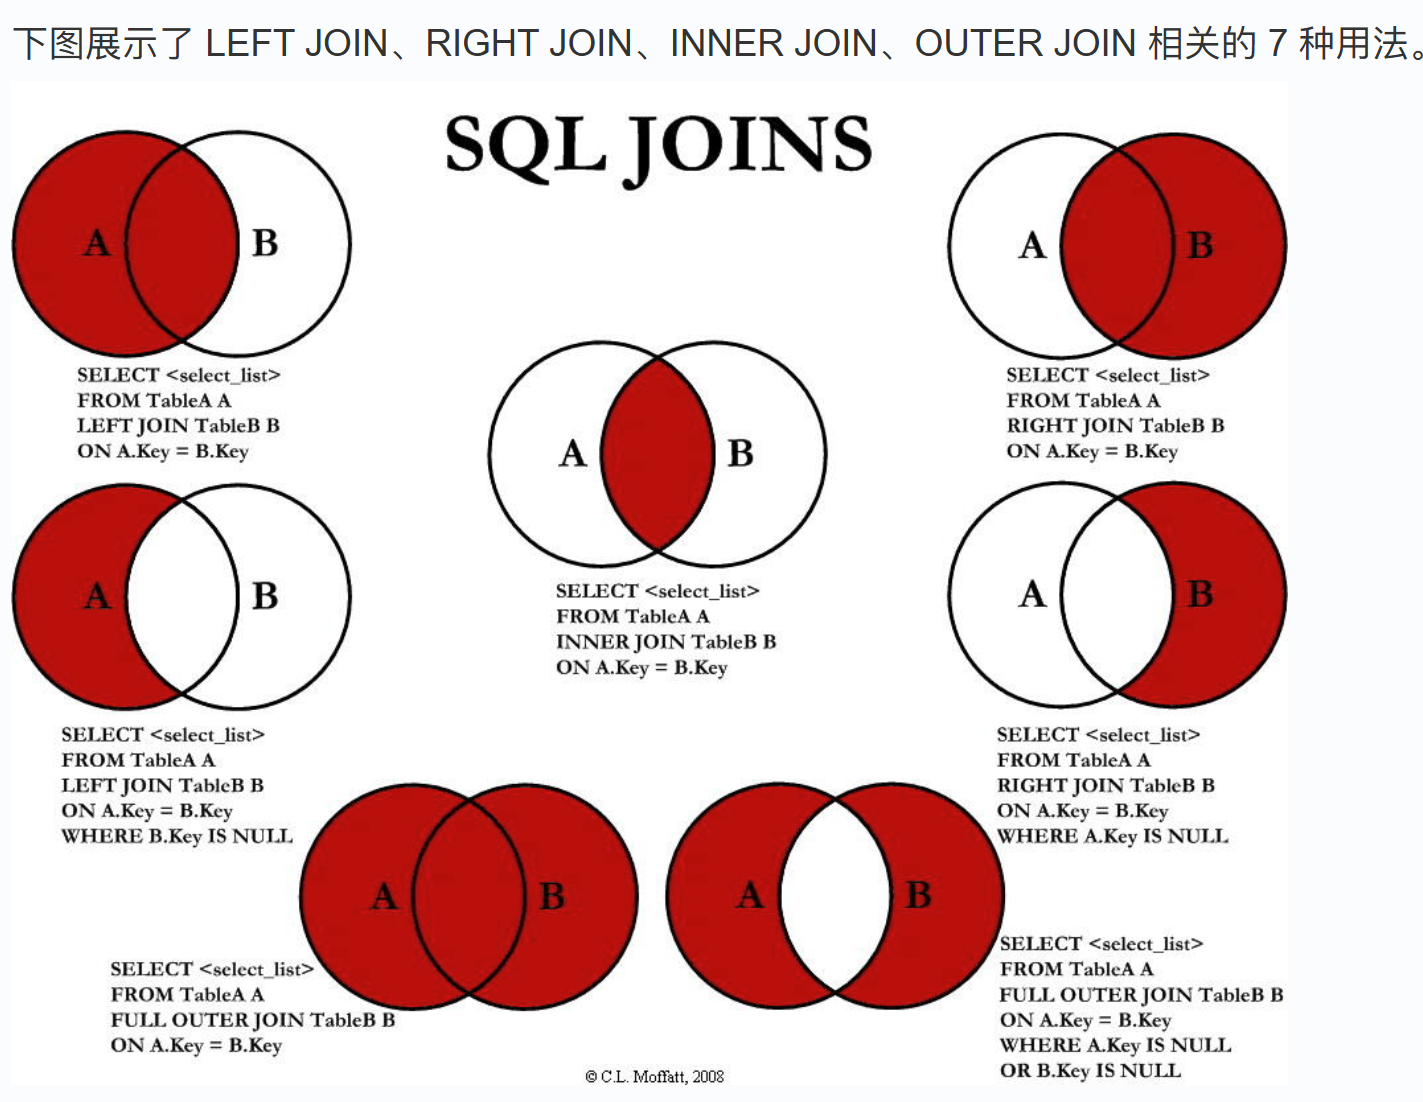 下图展示了 LEFT JOIN、RIGHT JOIN、INNER JOIN、OUTER JOIN 相关的 7 种用法。
SQL JOINS
A
B
SELECT <select_list>
FROM TableA A
LEFT JOIN TableB B
ON A.Key = B.Key
A
B
SELECT <select_list>
FROM TableA A
RIGHT JOIN TableB B
ON A.Key = B.Key
A
B
SELECT <select_list>
FROM TableA A
INNER JOIN TableB B
ON A.Key = B.Key
A
B
SELECT <select_list>
FROM TableA A
LEFT JOIN TableB B
ON A.Key = B.Key
WHERE B.Key IS NULL
A
B
SELECT <select_list>
FROM TableA A
RIGHT JOIN TableB B
ON A.Key = B.Key
WHERE A.Key IS NULL
A
B
SELECT <select_list>
FROM TableA A
FULL OUTER JOIN TableB B
ON A.Key = B.Key
A
B
SELECT <select_list>
FROM TableA A
FULL OUTER JOIN TableB B
ON A.Key = B.Key
WHERE A.Key IS NULL
OR B.Key IS NULL
© C.L. Moffatt, 2008